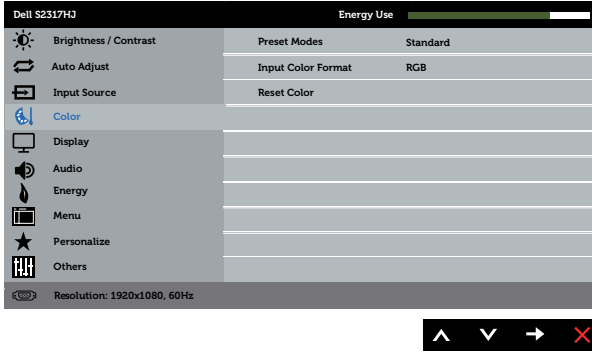 Dell S2317HJ Energy Use
Brightness / Contrast Preset Modes Standard
Auto Adjust Input Color Format RGB
Input Source Reset Color
Color
Display
Audio
Energy
Menu
Personalize
Others
Resolution: 1920x1080, 60Hz